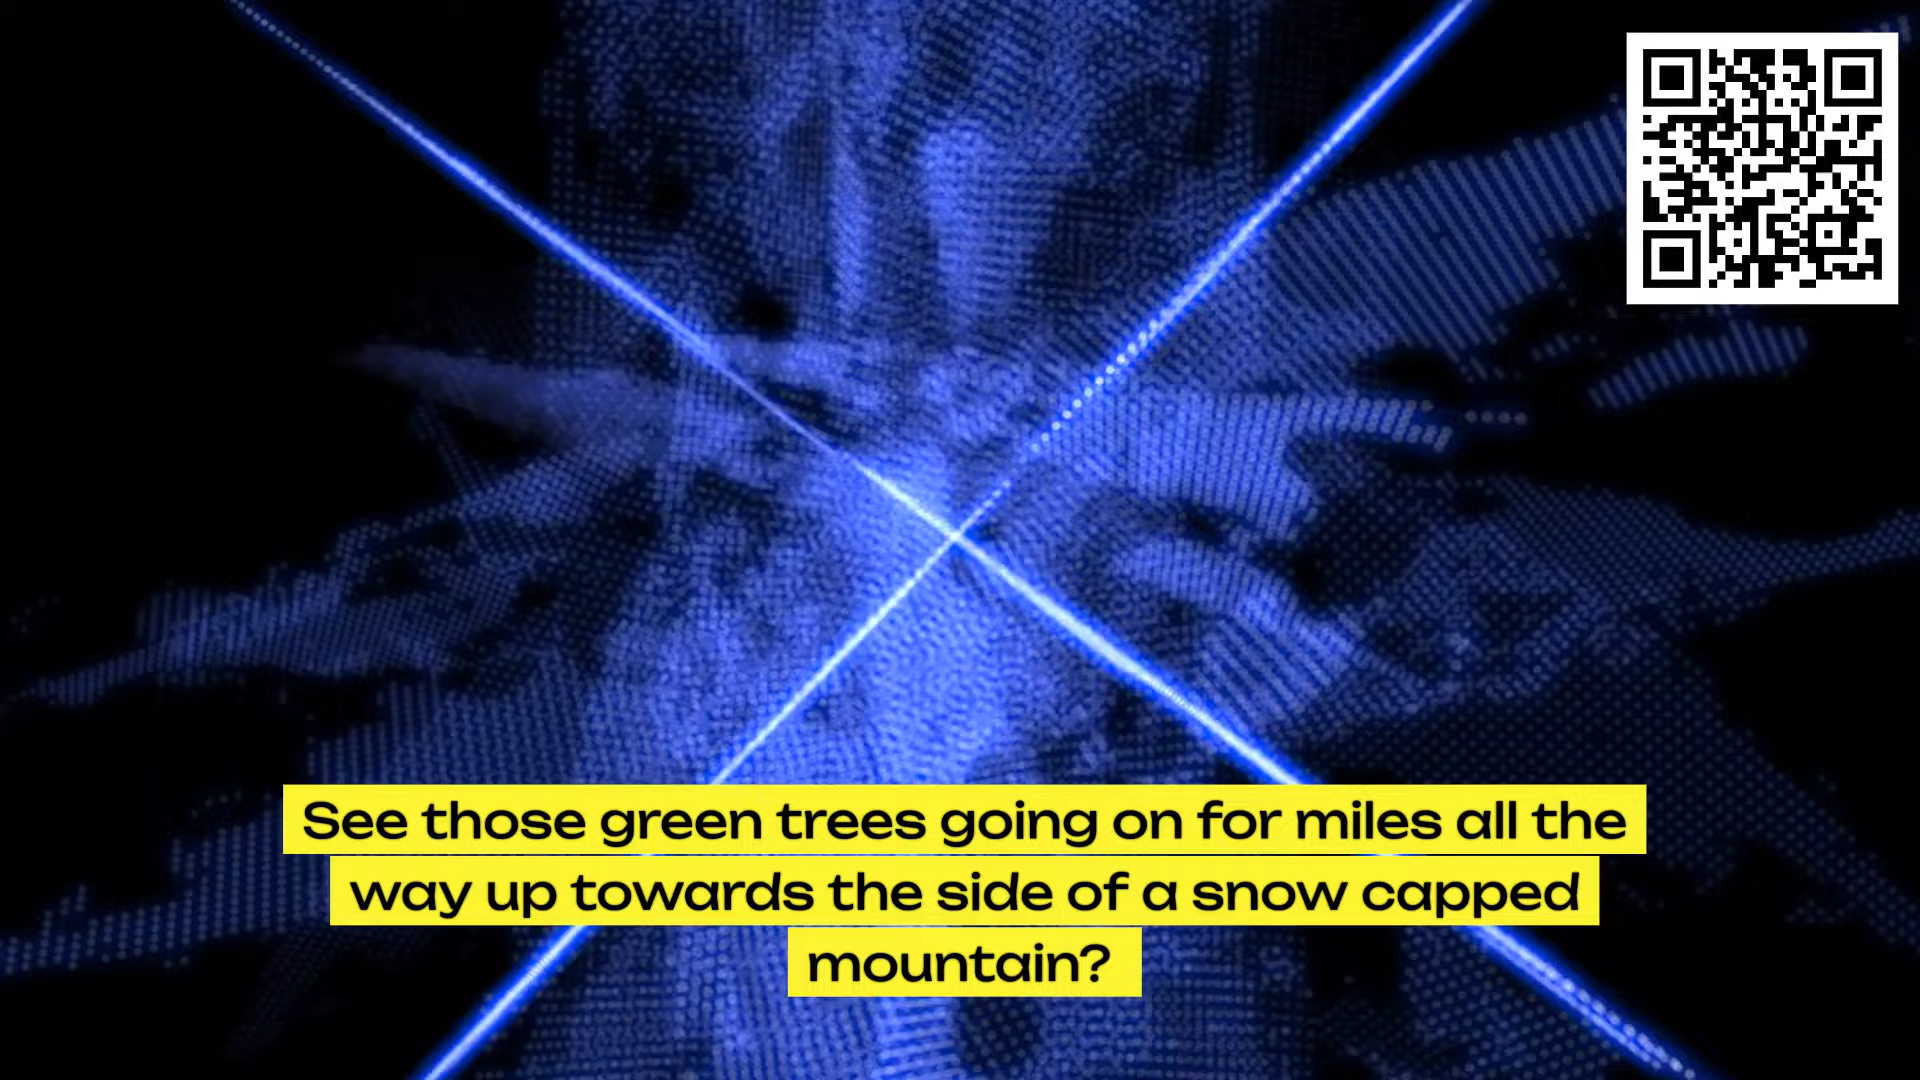 See those green trees going on for miles all the
way up towards the side of a snow capped
mountain?